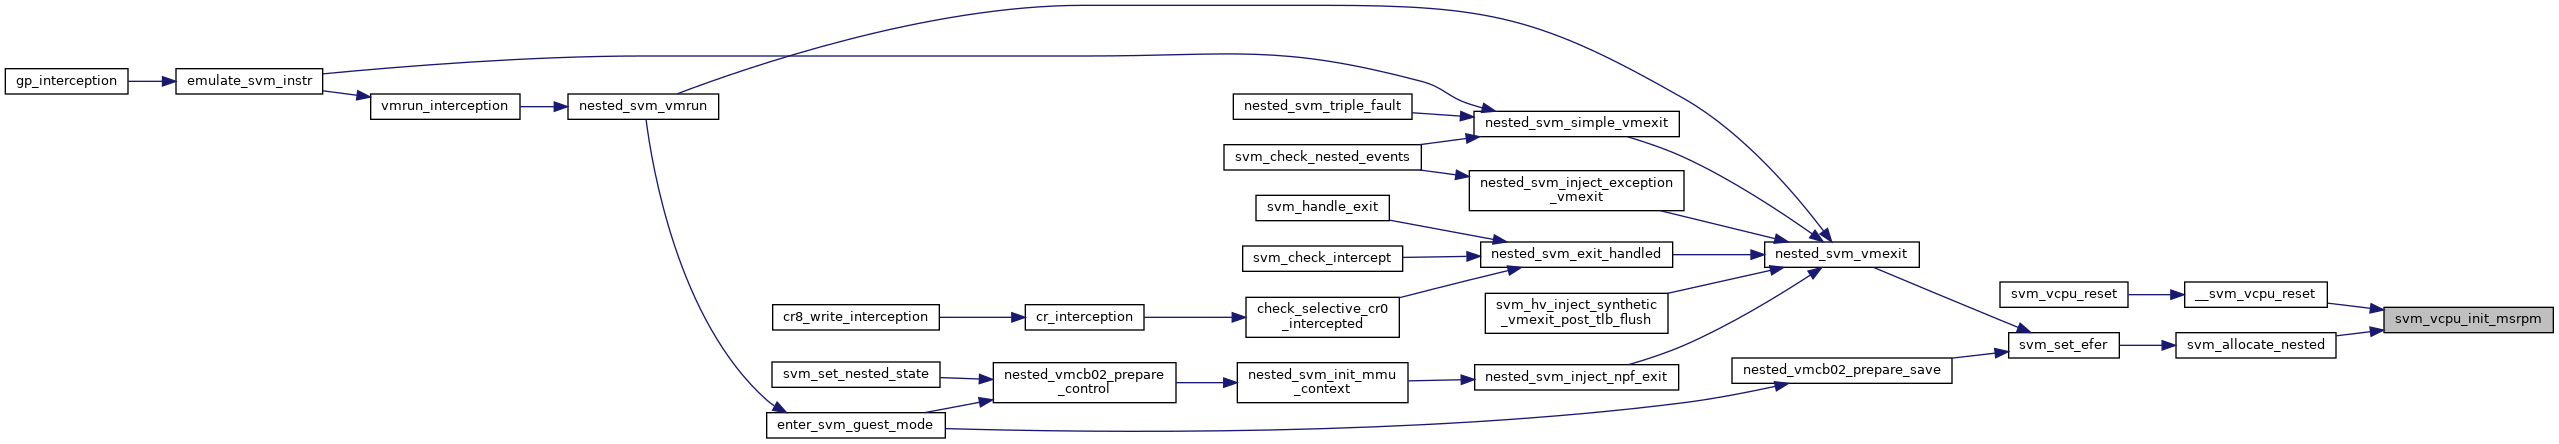 gp_interception
emulate_svm_instr
vmrun_interception
nested_svm_vmrun
nested_svm_triple_fault
nested_svm_simple_vmexit
svm_check_nested_events
nested_svm_inject_exception
_vmexit
svm_handle_exit
svm_check_intercept
nested_svm_exit_handled
nested_svm_vmexit
svm_hv_inject_synthetic
_vmexit_post_tlb_flush
check_selective_cr0
_intercepted
cr_interception
cr8_write_interception
svm_vcpu_reset
__svm_vcpu_reset
svm_vcpu_init_msrpm
svm_set_efer
svm_allocate_nested
svm_set_nested_state
nested_vmcb02_prepare
_control
nested_svm_init_mmu
_context
nested_svm_inject_npf_exit
nested_vmcb02_prepare_save
enter_svm_guest_mode